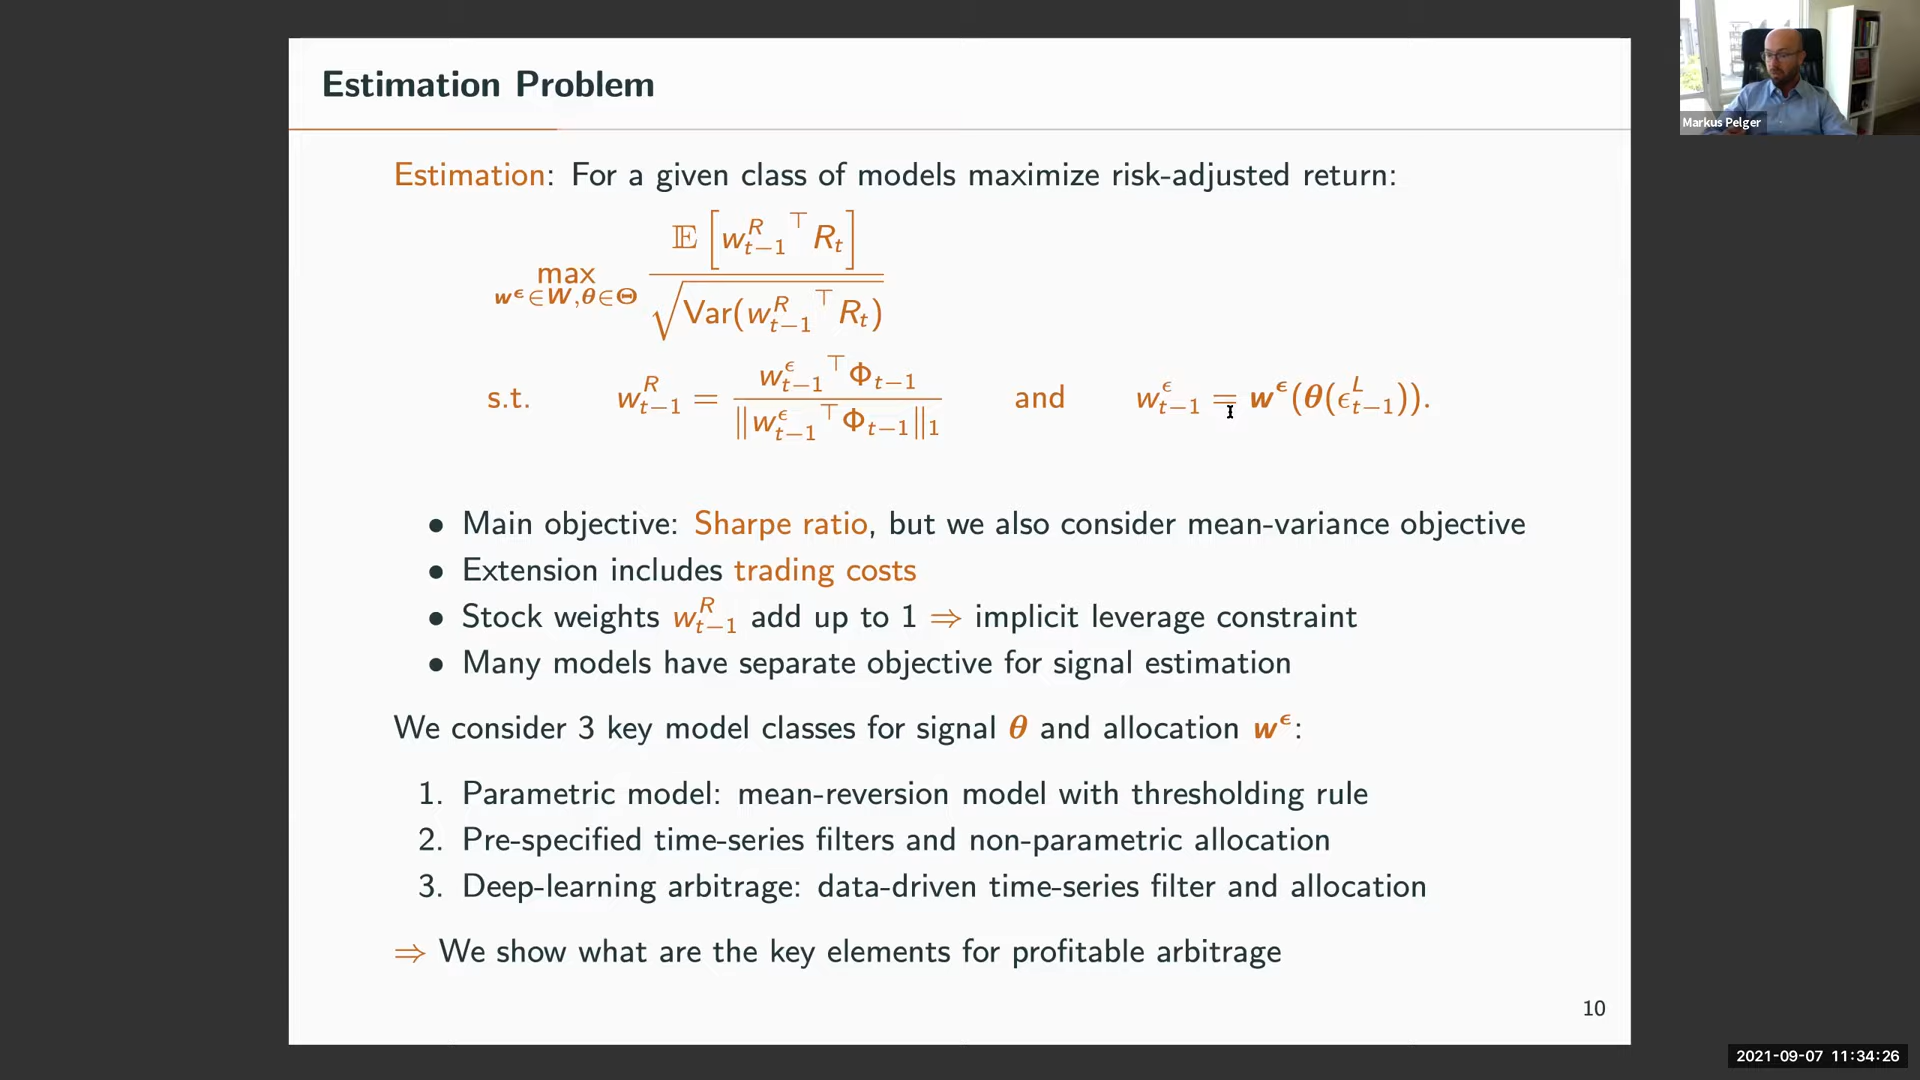 Estimation Problem
Markus Pelger
Estimation: For a given class of models maximize risk-adjusted return:
max_{w^ϵ∈W,θ∈Θ} 𝔼[w^R_{t−1}^⊤ R_t] / √Var(w^R_{t−1}^⊤ R_t)
s.t. w^R_{t−1} = w^ϵ_{t−1}^⊤ Φ_{t−1} / ‖w^ϵ_{t−1}^⊤ Φ_{t−1}‖_1 and w^ϵ_{t−1} = w^ϵ(θ(ϵ^L_{t−1})).
• Main objective: Sharpe ratio, but we also consider mean-variance objective
• Extension includes trading costs
• Stock weights w^R_{t−1} add up to 1 ⇒ implicit leverage constraint
• Many models have separate objective for signal estimation
We consider 3 key model classes for signal θ and allocation w^ϵ:
1. Parametric model: mean-reversion model with thresholding rule
2. Pre-specified time-series filters and non-parametric allocation
3. Deep-learning arbitrage: data-driven time-series filter and allocation
⇒ We show what are the key elements for profitable arbitrage
10
2021-09-07 11:34:26